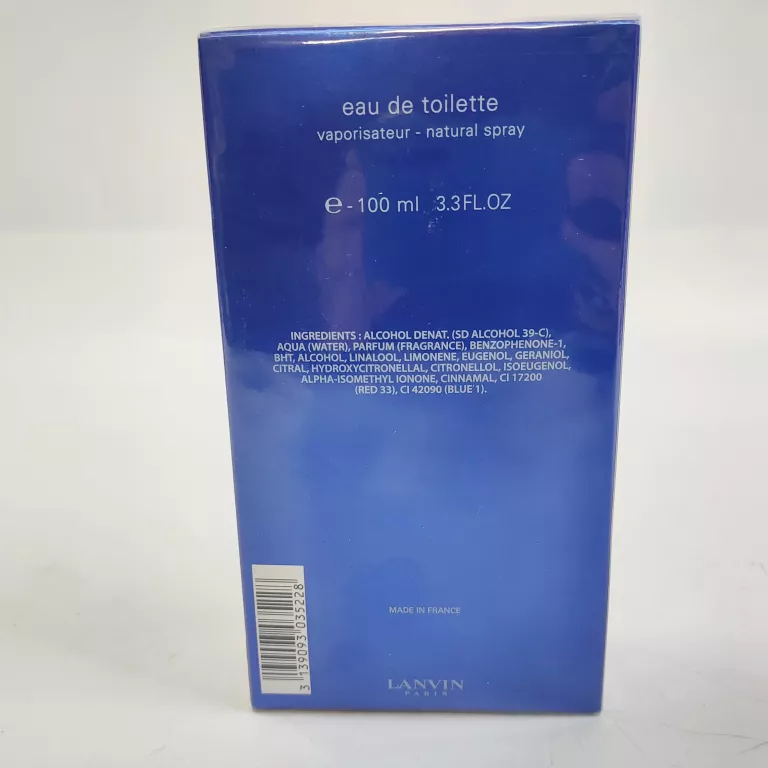 eau de toilette
vaporisateur - natural spray
℮ - 100 ml 3.3FL.OZ
INGREDIENTS : ALCOHOL DENAT. (SD ALCOHOL 39-C),
AQUA (WATER), PARFUM (FRAGRANCE), BENZOPHENONE-1,
BHT, ALCOHOL, LINALOOL, LIMONENE, EUGENOL, GERANIOL,
CITRAL, HYDROXYCITRONELLAL, CITRONELLOL, ISOEUGENOL,
ALPHA-ISOMETHYL IONONE, CINNAMAL, CI 17200
(RED 33), CI 42090 (BLUE 1).
3 139093 035228
MADE IN FRANCE
LANVIN
PARIS